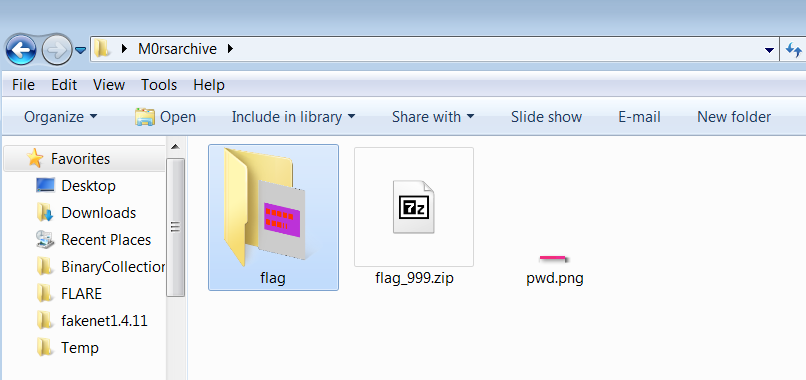 M0rsarchive
File Edit View Tools Help
Organize Open Include in library Share with Slide show E-mail New folder
Favorites
Desktop
Downloads
Recent Places
BinaryCollection
FLARE
fakenet1.4.11
Temp
7z
flag flag_999.zip pwd.png